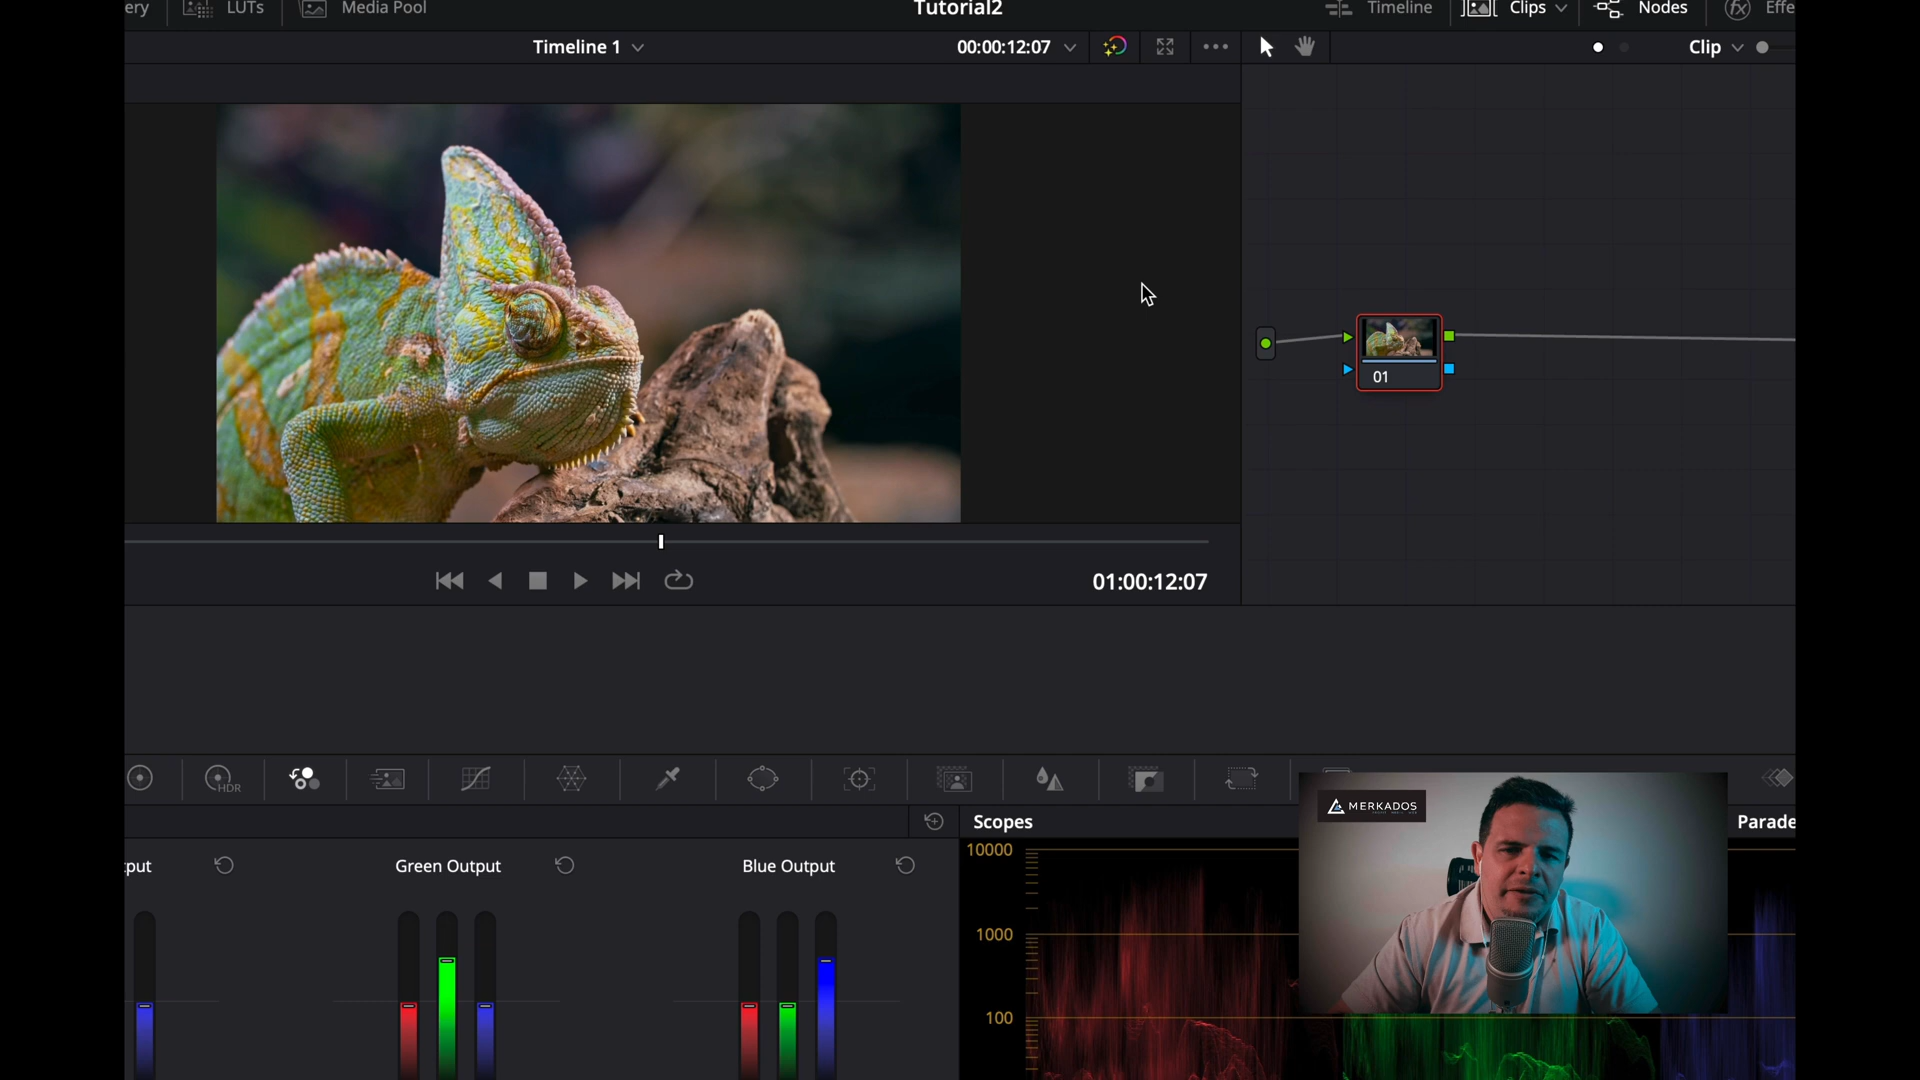 ery LUTs Media Pool Tutorial2 Timeline Clips Nodes Effe
Timeline 1 00:00:12:07 Clip
01
01:00:12:07
HDR
Scopes Parade
10000
put Green Output Blue Output
MERKADOS
1000
100